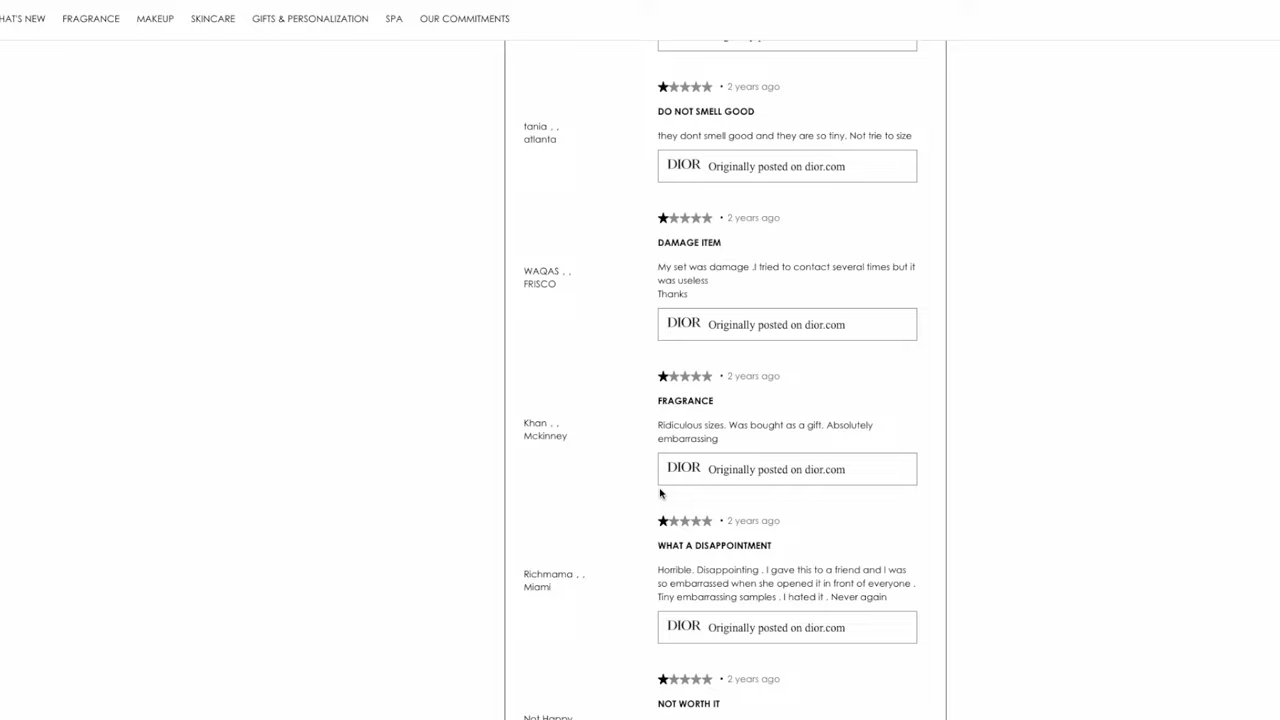 HAT'S NEW FRAGRANCE MAKEUP SKINCARE GIFTS & PERSONALIZATION SPA OUR COMMITMENTS
• 2 years ago
DO NOT SMELL GOOD
tania , ,
atlanta
they dont smell good and they are so tiny. Not trie to size
DIOR Originally posted on dior.com
• 2 years ago
DAMAGE ITEM
WAQAS , ,
FRISCO
My set was damage .I tried to contact several times but it
was useless
Thanks
DIOR Originally posted on dior.com
• 2 years ago
FRAGRANCE
Khan , ,
Mckinney
Ridiculous sizes. Was bought as a gift. Absolutely
embarrassing
DIOR Originally posted on dior.com
• 2 years ago
WHAT A DISAPPOINTMENT
Richmama , ,
Miami
Horrible. Disappointing . I gave this to a friend and I was
so embarrassed when she opened it in front of everyone .
Tiny embarrassing samples . I hated it . Never again
DIOR Originally posted on dior.com
• 2 years ago
NOT WORTH IT
Not Happy